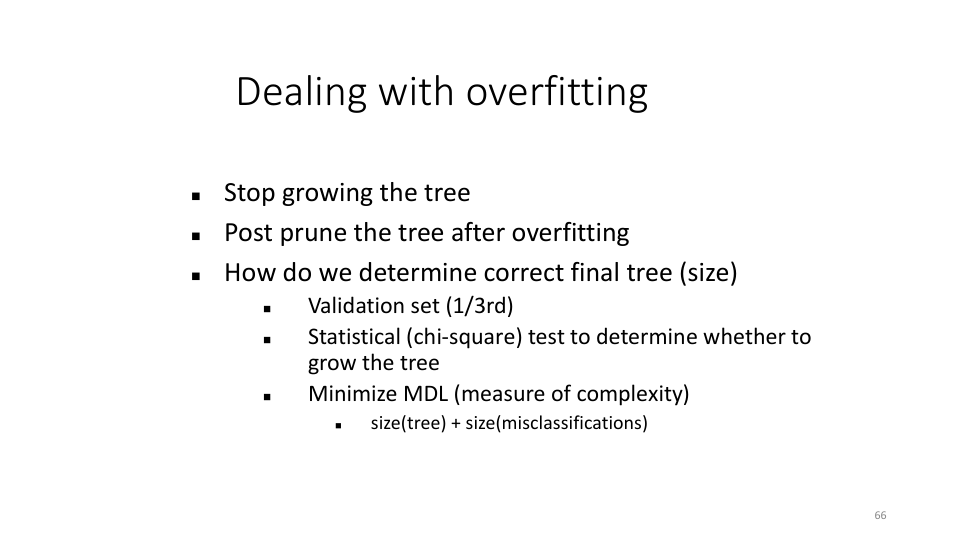 Dealing with overfitting
▪ Stop growing the tree
▪ Post prune the tree after overfitting
▪ How do we determine correct final tree (size)
▪ Validation set (1/3rd)
▪ Statistical (chi-square) test to determine whether to
grow the tree
▪ Minimize MDL (measure of complexity)
▪ size(tree) + size(misclassifications)
66